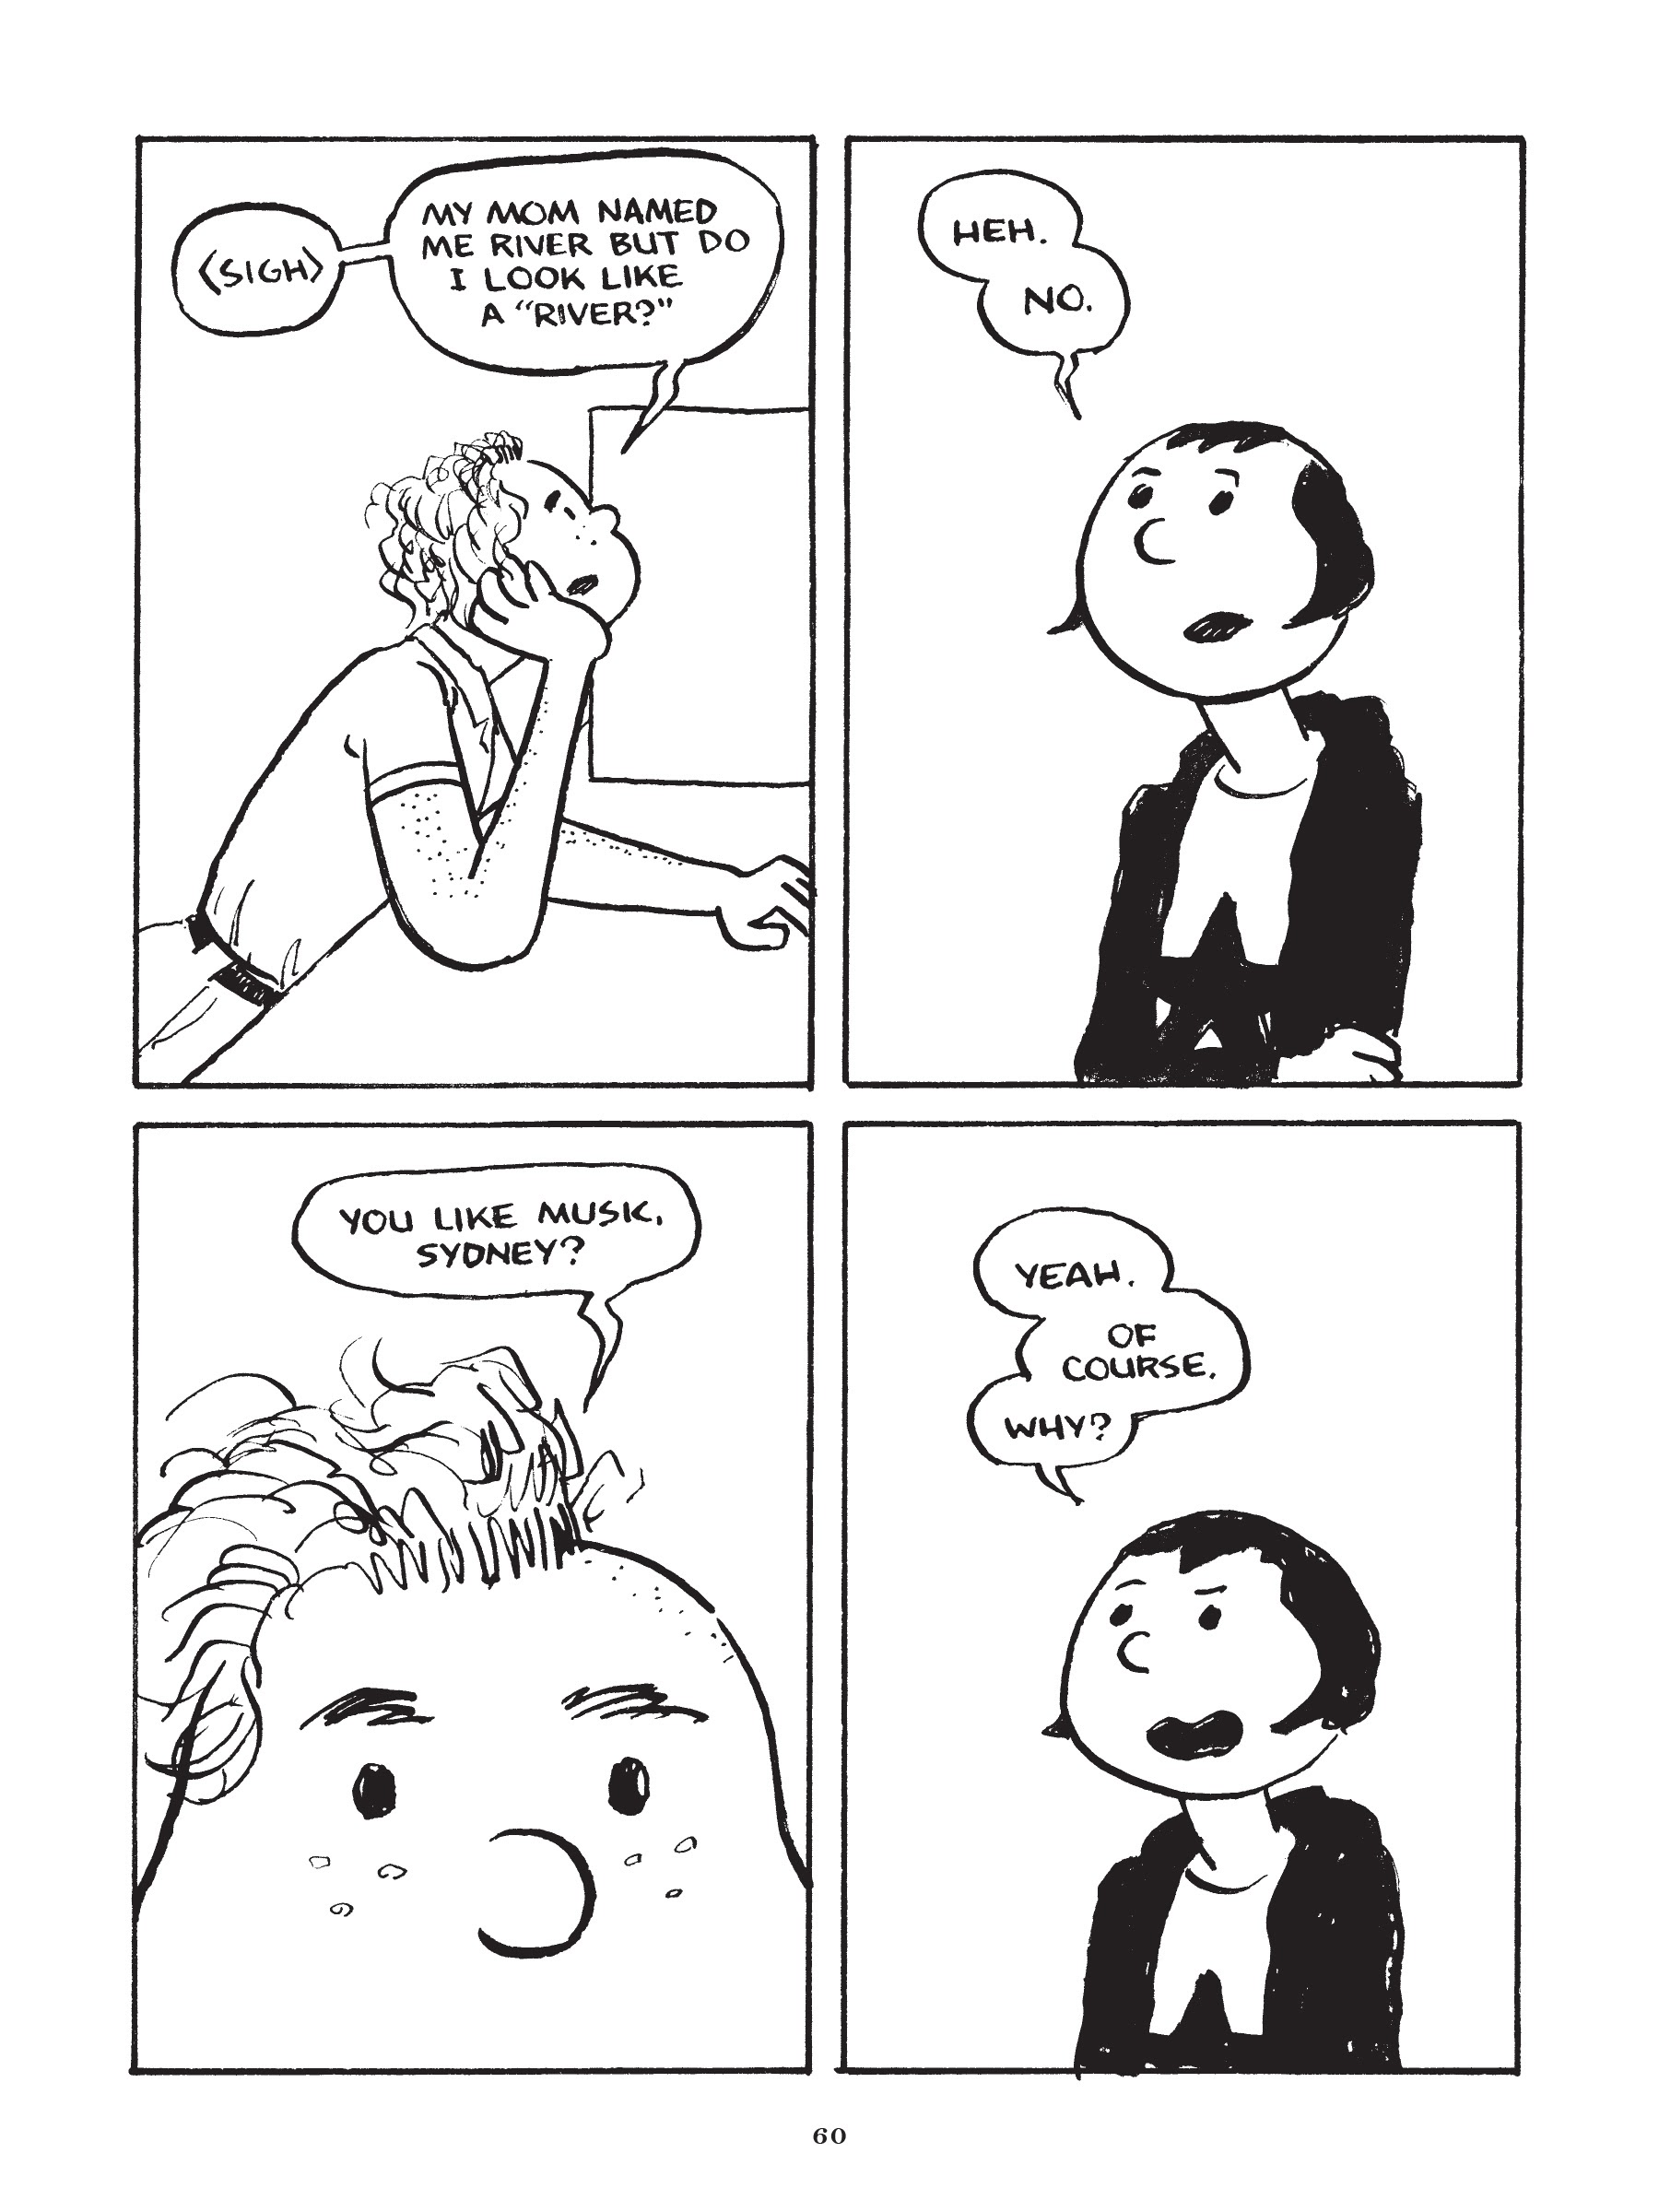 <SIGH>
MY MOM NAMED
ME RIVER BUT DO
I LOOK LIKE
A "RIVER?"
HEH.
NO.
YOU LIKE MUSIC,
SYDNEY?
YEAH.
OF
COURSE.
WHY?
60